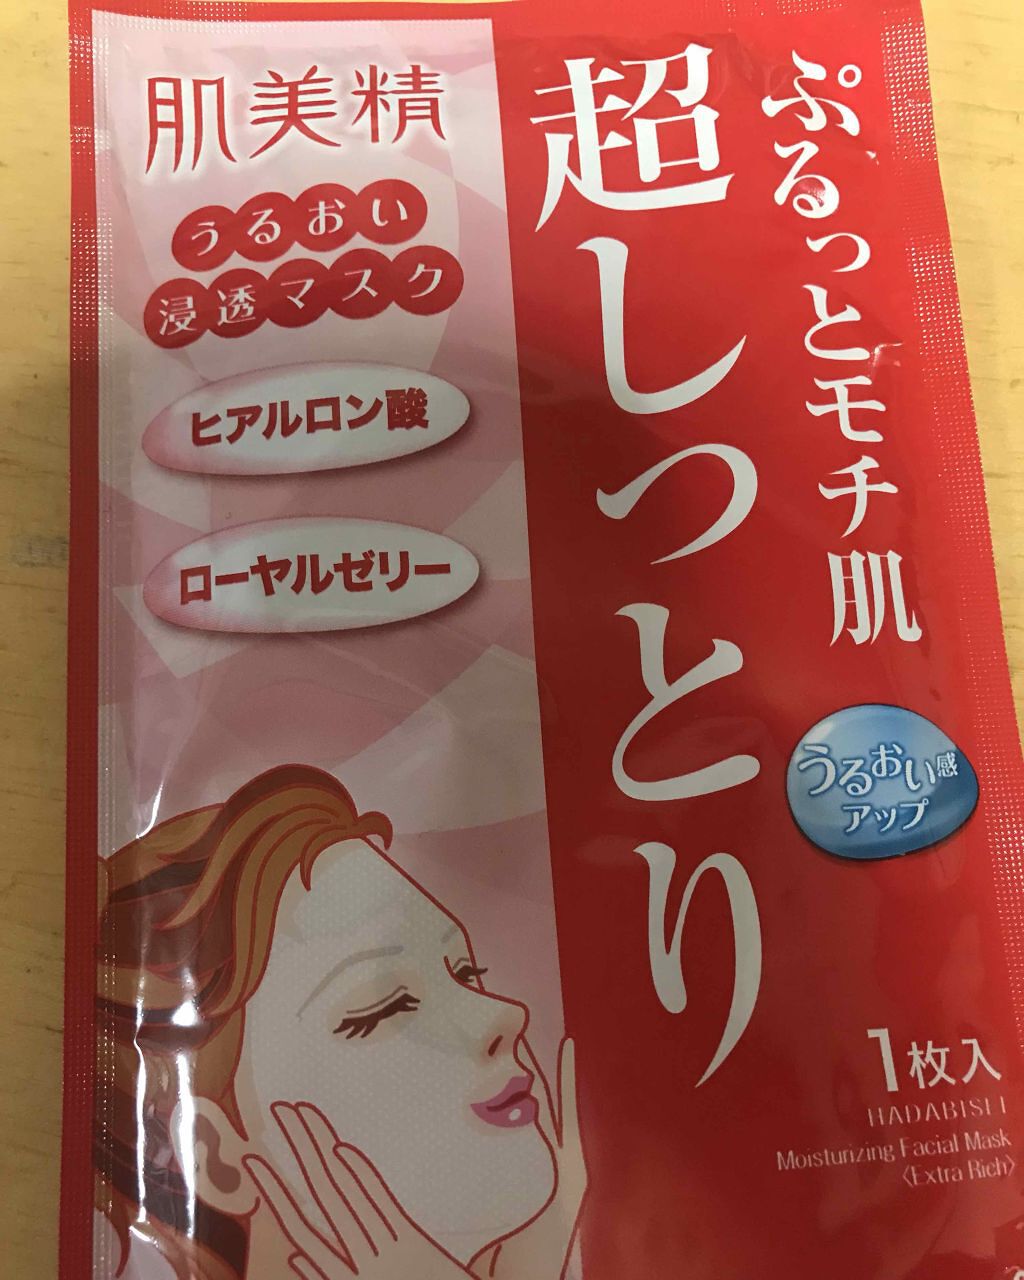 肌美精
うるおい
浸透マスク
ヒアルロン酸
ローヤルゼリー
ぷるっとモチ肌
超しっとり
うるおい感
アップ
1枚入
HADABISEI
Moisturizing Facial Mask
〈Extra Rich〉